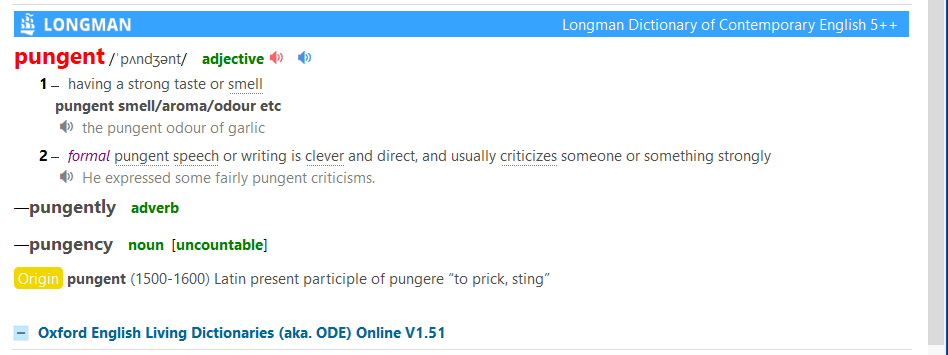 LONGMAN Longman Dictionary of Contemporary English 5++
pungent /ˈpʌndʒənt/ adjective
1 – having a strong taste or smell
pungent smell/aroma/odour etc
the pungent odour of garlic
2 – formal pungent speech or writing is clever and direct, and usually criticizes someone or something strongly
He expressed some fairly pungent criticisms.
—pungently adverb
—pungency noun [uncountable]
Origin pungent (1500-1600) Latin present participle of pungere “to prick, sting”
− Oxford English Living Dictionaries (aka. ODE) Online V1.51